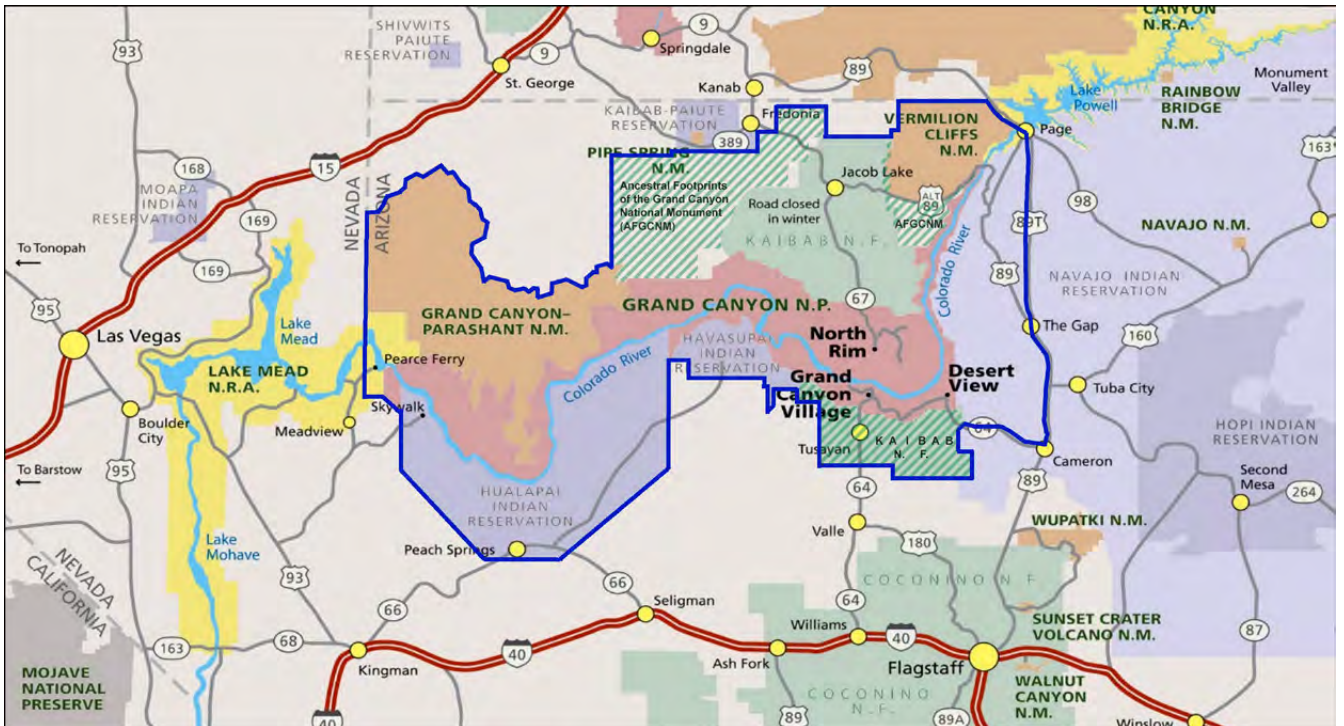 CANYON
N.R.A.
SHIVWITS
PAIUTE
RESERVATION
93
9
9
Springdale
St. George
Kanab
89
Lake
Powell
Monument
Valley
RAINBOW
BRIDGE
N.M.
KAIBAB-PAIUTE
RESERVATION
Fredonia
389
VERMILION
CLIFFS
N.M.
Page
163
15
168
MOAPA
INDIAN
RESERVATION
169
169
NEVADA
ARIZONA
PIPE SPRING
N.M.
Ancestral Footprints
of the Grand Canyon
National Monument
(AFGCNM)
Jacob Lake
Road closed
in winter
ALT
89
AFGCNM
KAIBAB N.F.
89T
98
NAVAJO N.M.
To Tonopah
95
Las Vegas
Lake
Mead
LAKE MEAD
N.R.A.
Pearce Ferry
GRAND CANYON–
PARASHANT N.M.
GRAND CANYON N.P.
67
Colorado River
89
NAVAJO INDIAN
RESERVATION
The Gap
160
North
Rim
HAVASUPAI
INDIAN
RESERVATION
Colorado River
Grand
Canyon
Village
Desert
View
Tuba City
Boulder
City
Meadview
Skywalk
95
To Barstow
Tusayan
KAIBAB
N. F.
64
Cameron
HOPI INDIAN
RESERVATION
Second
Mesa
264
HUALAPAI
INDIAN
RESERVATION
64
89
Peach Springs
Valle
WUPATKI N.M.
Lake
Mohave
93
66
66
180
COCONINO N.F.
NEVADA
CALIFORNIA
Seligman
64
Williams
40
SUNSET CRATER
VOLCANO N.M.
87
163
68
Kingman
40
Ash Fork
Flagstaff
MOJAVE
NATIONAL
PRESERVE
COCONINO
N.F.
WALNUT
CANYON
N.M.
40
89
89A
Winslow